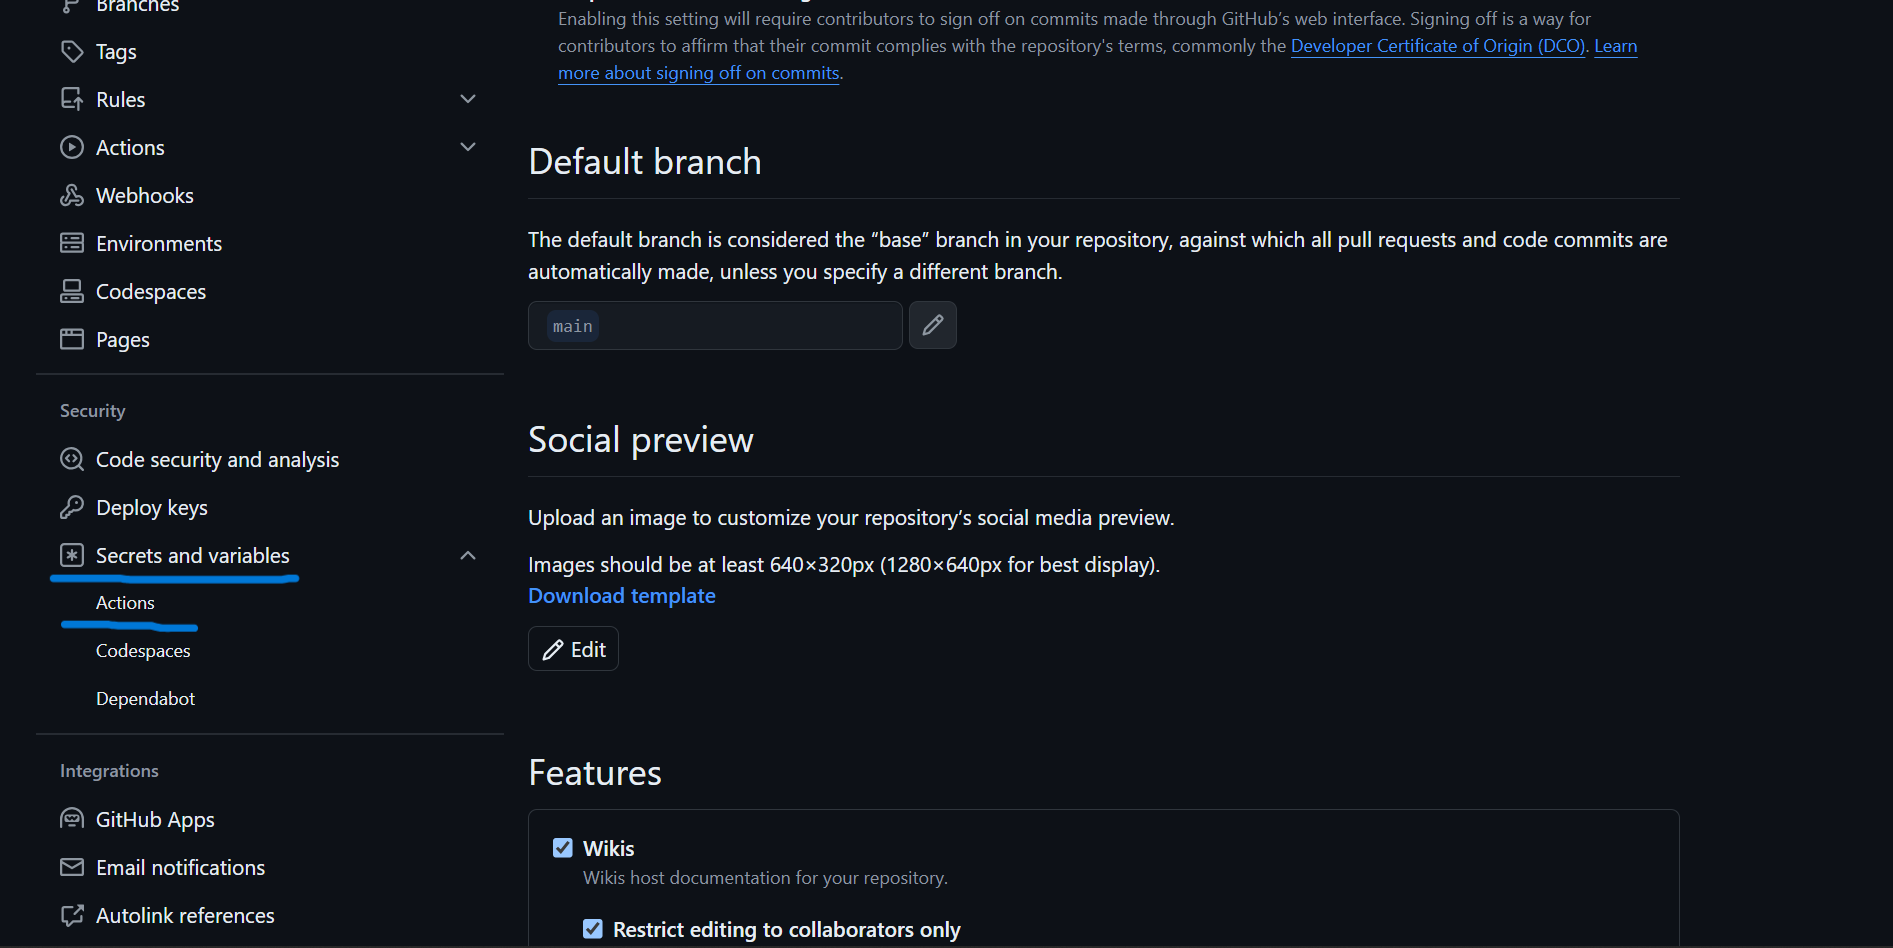 Branches
Tags
Rules
Actions
Webhooks
Environments
Codespaces
Pages
Security
Code security and analysis
Deploy keys
Secrets and variables
Actions
Codespaces
Dependabot
Integrations
GitHub Apps
Email notifications
Autolink references
Enabling this setting will require contributors to sign off on commits made through GitHub’s web interface. Signing off is a way for
contributors to affirm that their commit complies with the repository's terms, commonly the Developer Certificate of Origin (DCO). Learn
more about signing off on commits.
Default branch
The default branch is considered the “base” branch in your repository, against which all pull requests and code commits are
automatically made, unless you specify a different branch.
main
Social preview
Upload an image to customize your repository’s social media preview.
Images should be at least 640×320px (1280×640px for best display).
Download template
Edit
Features
Wikis
Wikis host documentation for your repository.
Restrict editing to collaborators only